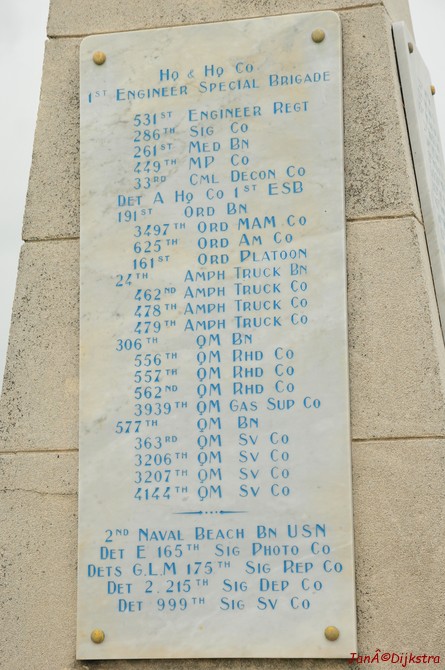 HQ & HQ CO
1ST ENGINEER SPECIAL BRIGADE
531ST ENGINEER REGT
286TH SIG CO
261ST MED BN
449TH MP CO
33RD CML DECON CO
DET A HQ CO 1ST ESB
191ST ORD BN
3497TH ORD MAM CO
625TH ORD AM CO
161ST ORD PLATOON
24TH AMPH TRUCK BN
462ND AMPH TRUCK CO
478TH AMPH TRUCK CO
479TH AMPH TRUCK CO
306TH QM BN
556TH QM RHD CO
557TH QM RHD CO
562ND QM RHD CO
3939TH QM GAS SUP CO
577TH QM BN
363RD QM SV CO
3206TH QM SV CO
3207TH QM SV CO
4144TH QM SV CO
2ND NAVAL BEACH BN USN
DET E 165TH SIG PHOTO CO
DETS G.L.M 175TH SIG REP CO
DET 2.215TH SIG DEP CO
DET 999TH SIG SV CO
JanÂ©Dijkstra